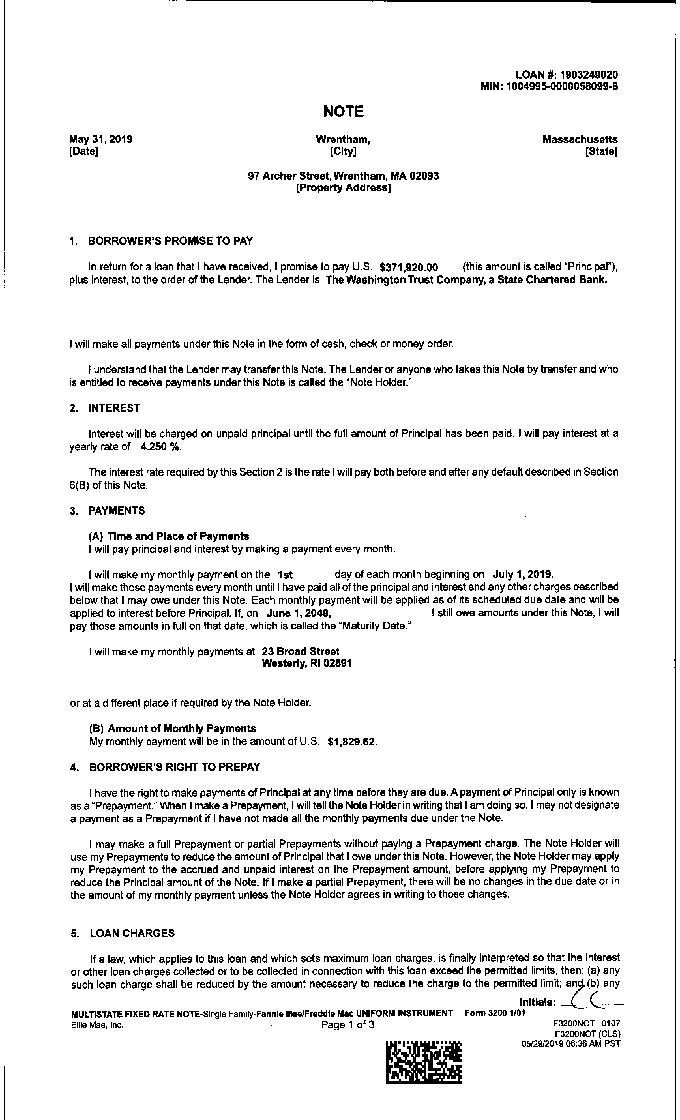 LOAN #: 1903249020
MIN: 1004995-0000058099-8
NOTE
May 31, 2019 Wrentham, Massachusetts
[Date] [City] [State]
97 Archer Street, Wrentham, MA 02093
[Property Address]
1. BORROWER'S PROMISE TO PAY
In return for a loan that I have received, I promise to pay U.S. $371,920.00 (this amount is called "Principal"),
plus interest, to the order of the Lender. The Lender is The Washington Trust Company, a State Chartered Bank.
I will make all payments under this Note in the form of cash, check or money order.
I understand that the Lender may transfer this Note. The Lender or anyone who takes this Note by transfer and who
is entitled to receive payments under this Note is called the "Note Holder."
2. INTEREST
Interest will be charged on unpaid principal until the full amount of Principal has been paid. I will pay interest at a
yearly rate of 4.250 %.
The interest rate required by this Section 2 is the rate I will pay both before and after any default described in Section
6(B) of this Note.
3. PAYMENTS
(A) Time and Place of Payments
I will pay principal and interest by making a payment every month.
I will make my monthly payment on the 1st day of each month beginning on July 1, 2019.
I will make these payments every month until I have paid all of the principal and interest and any other charges described
below that I may owe under this Note. Each monthly payment will be applied as of its scheduled due date and will be
applied to interest before Principal. If, on June 1, 2049, I still owe amounts under this Note, I will
pay those amounts in full on that date, which is called the "Maturity Date."
I will make my monthly payments at 23 Broad Street
Westerly, RI 02891
or at a different place if required by the Note Holder.
(B) Amount of Monthly Payments
My monthly payment will be in the amount of U.S. $1,829.62.
4. BORROWER'S RIGHT TO PREPAY
I have the right to make payments of Principal at any time before they are due. A payment of Principal only is known
as a "Prepayment." When I make a Prepayment, I will tell the Note Holder in writing that I am doing so. I may not designate
a payment as a Prepayment if I have not made all the monthly payments due under the Note.
I may make a full Prepayment or partial Prepayments without paying a Prepayment charge. The Note Holder will
use my Prepayments to reduce the amount of Principal that I owe under this Note. However, the Note Holder may apply
my Prepayment to the accrued and unpaid interest on the Prepayment amount, before applying my Prepayment to
reduce the Principal amount of the Note. If I make a partial Prepayment, there will be no changes in the due date or in
the amount of my monthly payment unless the Note Holder agrees in writing to those changes.
5. LOAN CHARGES
If a law, which applies to this loan and which sets maximum loan charges, is finally interpreted so that the interest
or other loan charges collected or to be collected in connection with this loan exceed the permitted limits, then: (a) any
such loan charge shall be reduced by the amount necessary to reduce the charge to the permitted limit; and (b) any
Initials:
MULTISTATE FIXED RATE NOTE-Single Family-Fannie Mae/Freddie Mac UNIFORM INSTRUMENT Form 3200 1/01
Ellie Mae, Inc. Page 1 of 3 F3200NOT 0107
F3200NOT (CLS)
05/29/2019 06:36 AM PST